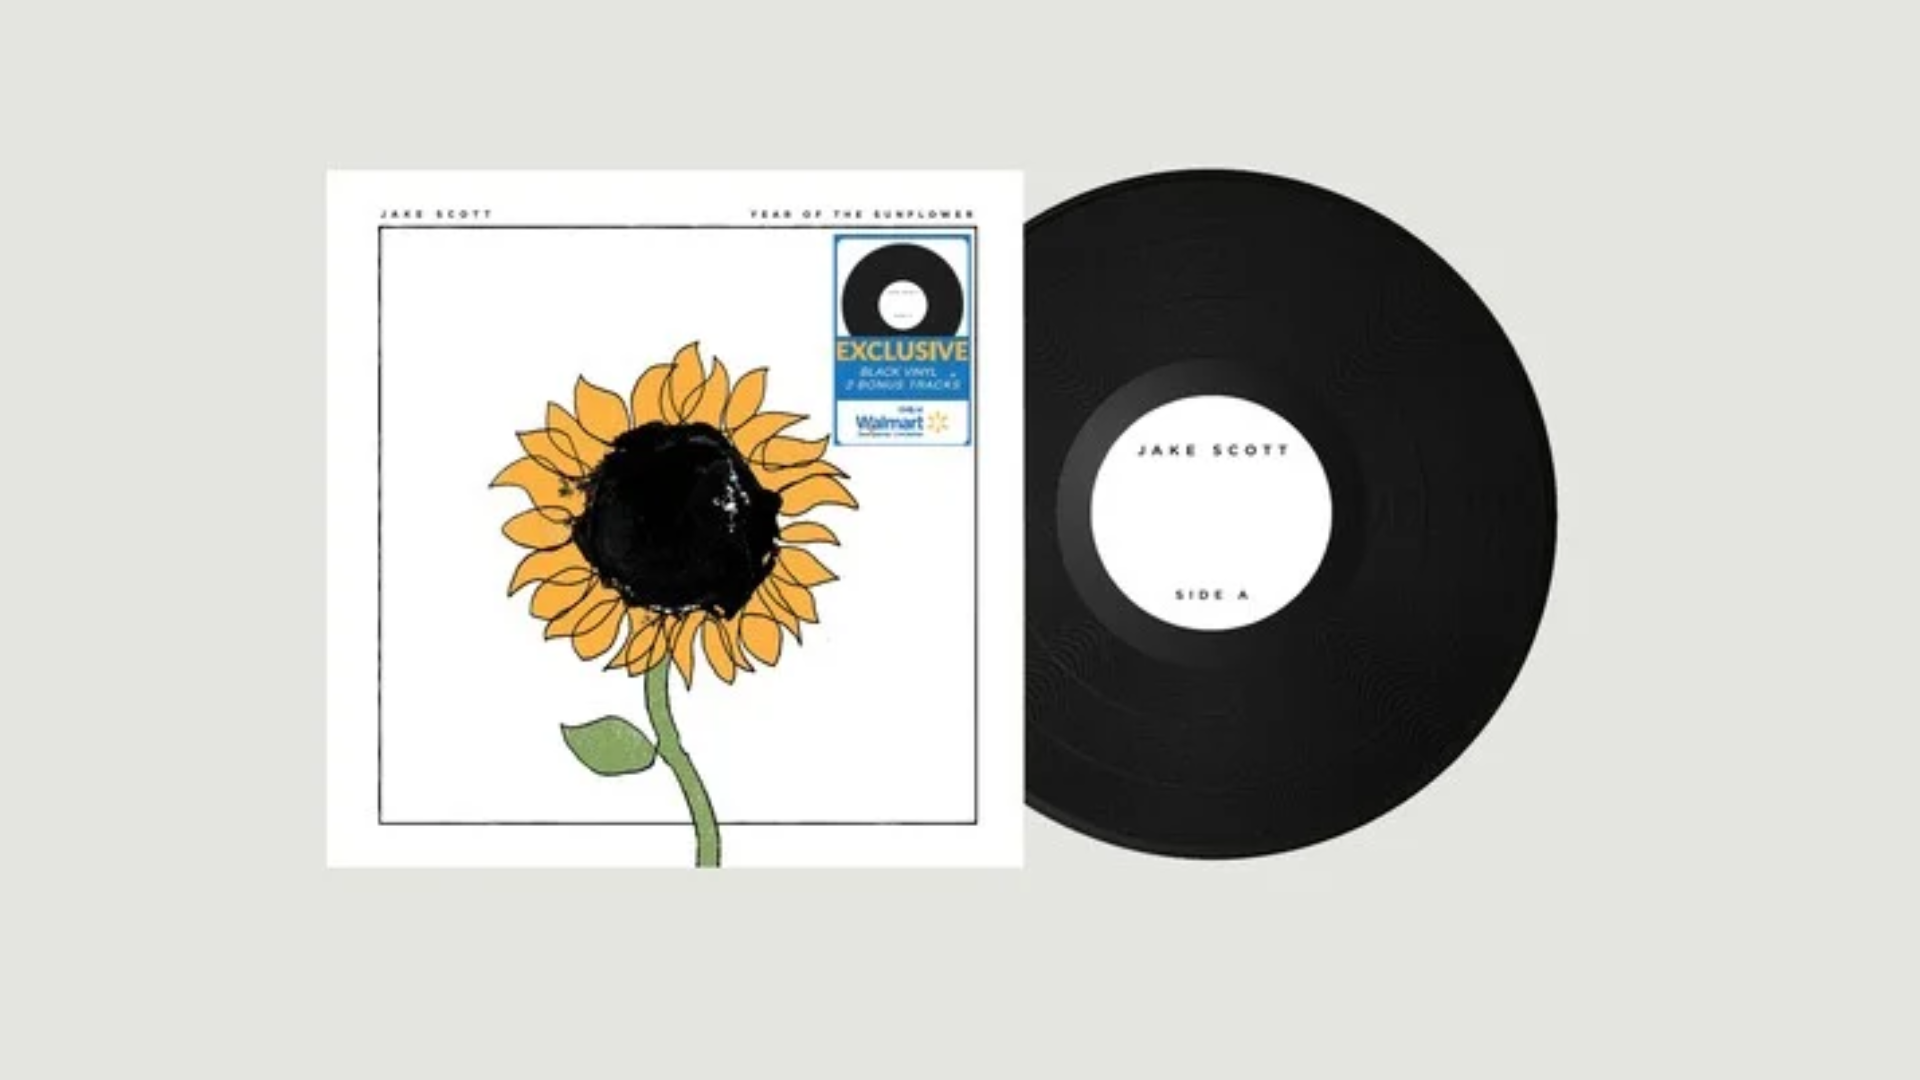 JAKE SCOTT
YEAR OF THE SUNFLOWER
EXCLUSIVE
BLACK VINYL
2 BONUS TRACKS
Walmart
JAKE SCOTT
SIDE A